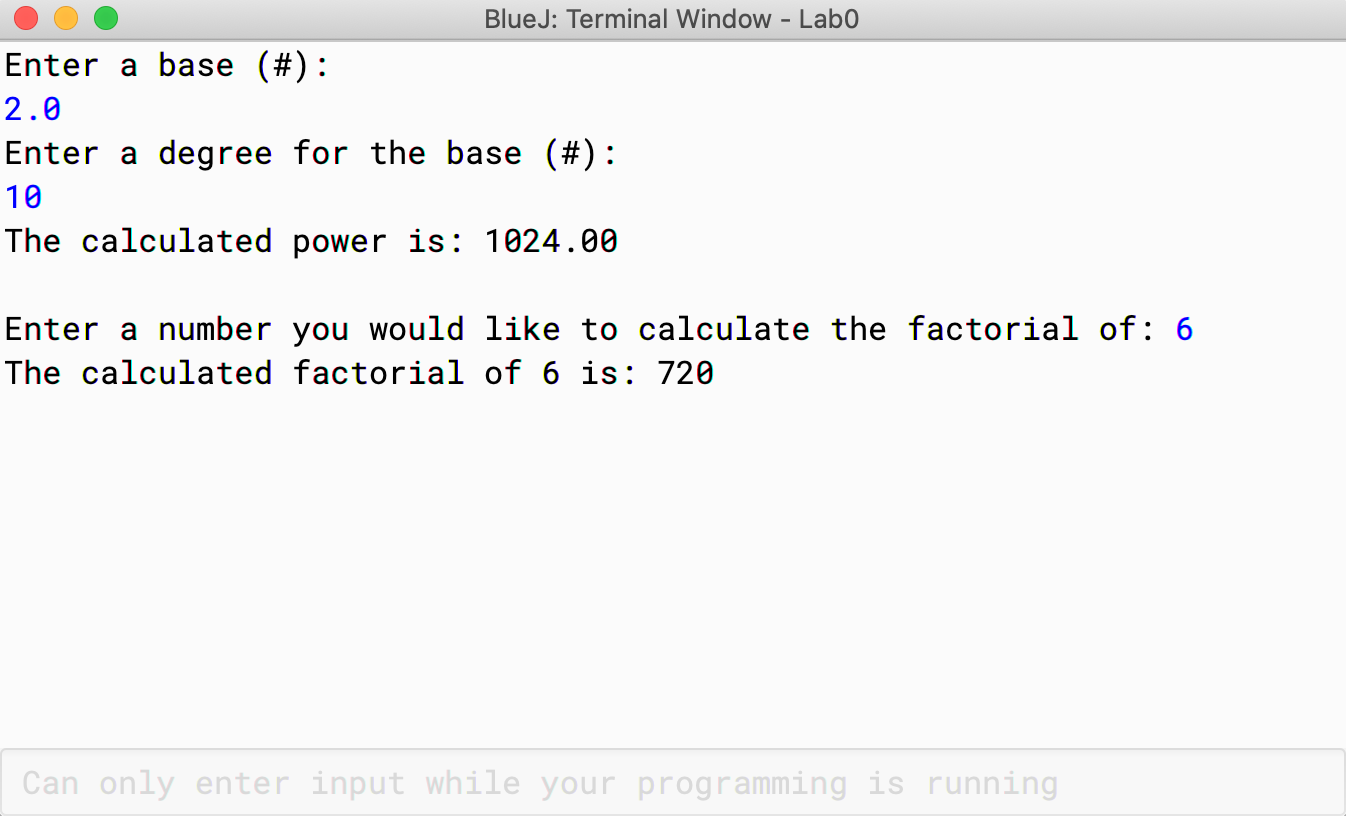 BlueJ: Terminal Window - Lab0
Enter a base (#):
2.0
Enter a degree for the base (#):
10
The calculated power is: 1024.00
Enter a number you would like to calculate the factorial of: 6
The calculated factorial of 6 is: 720
Can only enter input while your programming is running